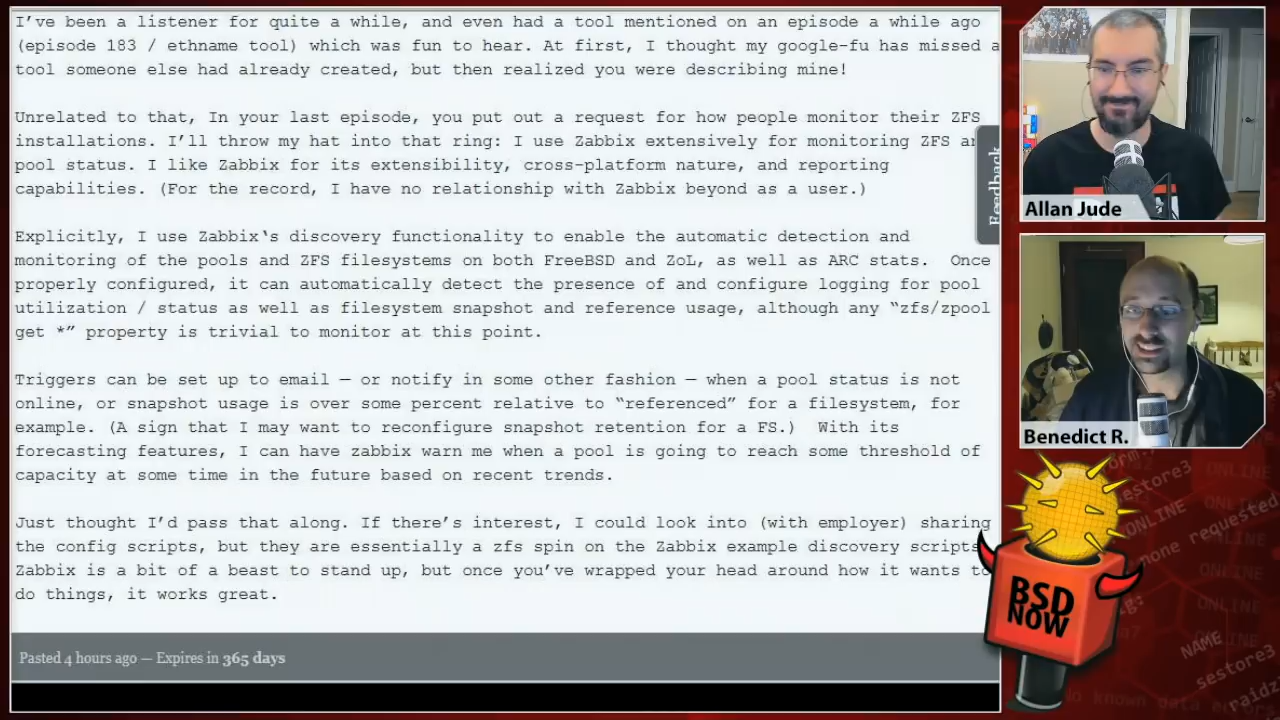 I’ve been a listener for quite a while, and even had a tool mentioned on an episode a while ago
(episode 183 / ethname tool) which was fun to hear. At first, I thought my google-fu has missed a
tool someone else had already created, but then realized you were describing mine!
Unrelated to that, In your last episode, you put out a request for how people monitor their ZFS
installations. I’ll throw my hat into that ring: I use Zabbix extensively for monitoring ZFS
pool status. I like Zabbix for its extensibility, cross-platform nature, and reporting
capabilities. (For the record, I have no relationship with Zabbix beyond as a user.)
Explicitly, I use Zabbix‘s discovery functionality to enable the automatic detection and
monitoring of the pools and ZFS filesystems on both FreeBSD and ZoL, as well as ARC stats.  Once
properly configured, it can automatically detect the presence of and configure logging for pool
utilization / status as well as filesystem snapshot and reference usage, although any “zfs/zpool
get *” property is trivial to monitor at this point.
Triggers can be set up to email — or notify in some other fashion — when a pool status is not
online, or snapshot usage is over some percent relative to “referenced” for a filesystem, for
example. (A sign that I may want to reconfigure snapshot retention for a FS.)  With its
forecasting features, I can have zabbix warn me when a pool is going to reach some threshold of
capacity at some time in the future based on recent trends.
Just thought I’d pass that along. If there’s interest, I could look into (with employer) sharing
the config scripts, but they are essentially a zfs spin on the Zabbix example discovery scripts
Zabbix is a bit of a beast to stand up, but once you’ve wrapped your head around how it wants to
do things, it works great.
Pasted 4 hours ago — Expires in 365 days
Feedback
Allan Jude
Benedict R.
BSD
NOW
estore3
ONLINE
ONLINE
none requested
ONLINE
ONLINE
ONLINE
NAME
sestore3
raidz
No known data errors